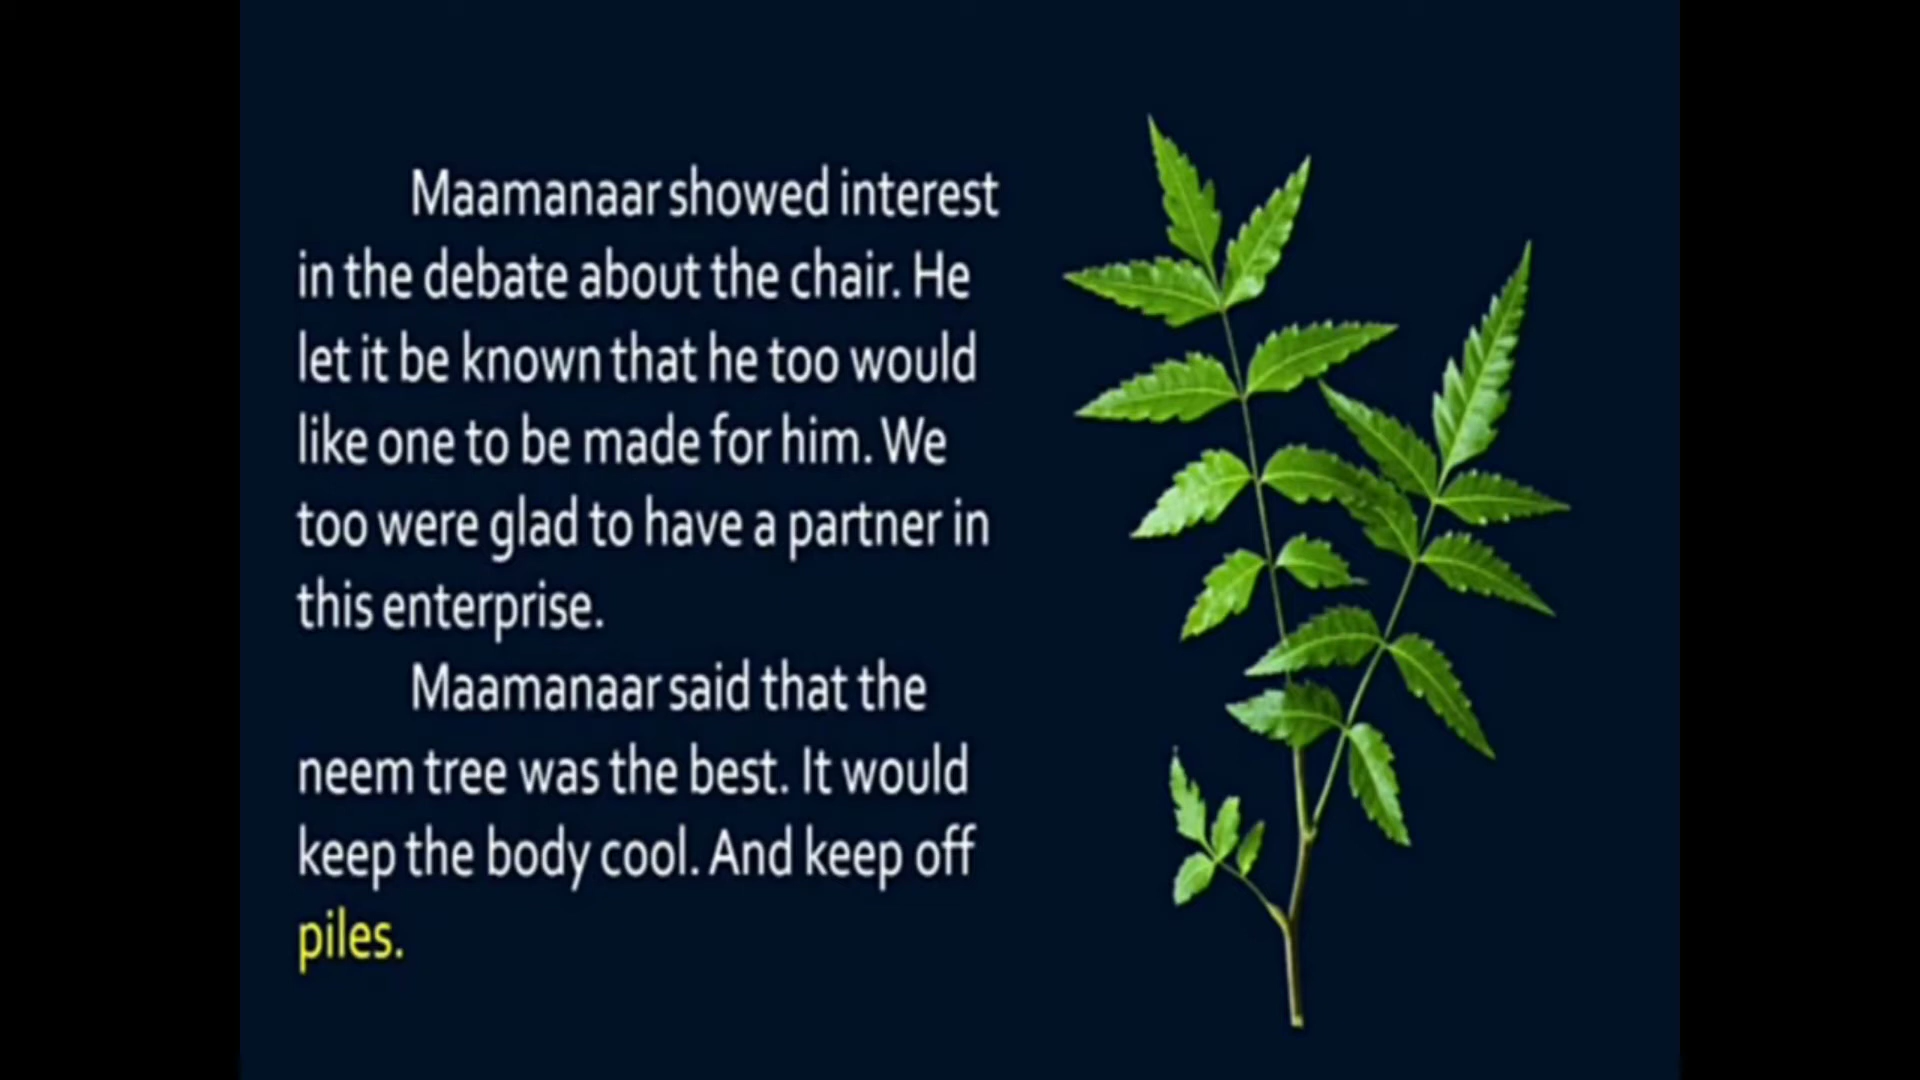 Maamanaar showed interest
in the debate about the chair. He
let it be known that he too would
like one to be made for him. We
too were glad to have a partner in
this enterprise.
Maamanaar said that the
neem tree was the best. It would
keep the body cool. And keep off
piles.